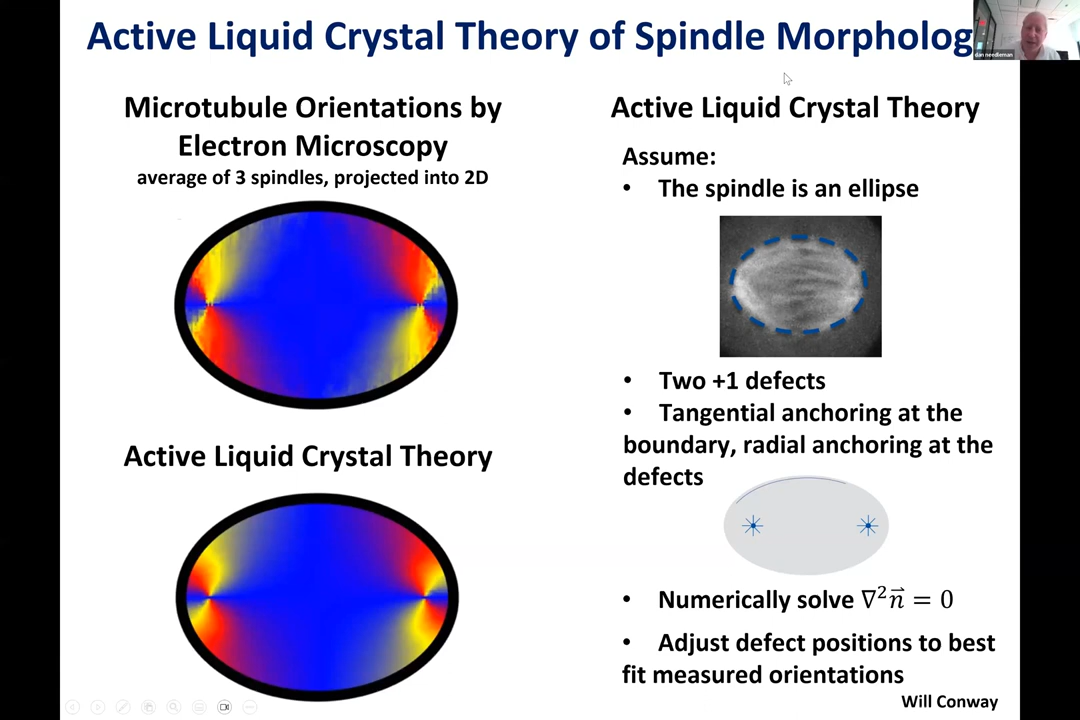 Active Liquid Crystal Theory of Spindle Morpholog
dan needleman
Microtubule Orientations by
Electron Microscopy
average of 3 spindles, projected into 2D
Active Liquid Crystal Theory
Active Liquid Crystal Theory
Assume:
• The spindle is an ellipse
• Two +1 defects
• Tangential anchoring at the
boundary, radial anchoring at the
defects
• Numerically solve ∇²n⃗ = 0
• Adjust defect positions to best
fit measured orientations
Will Conway